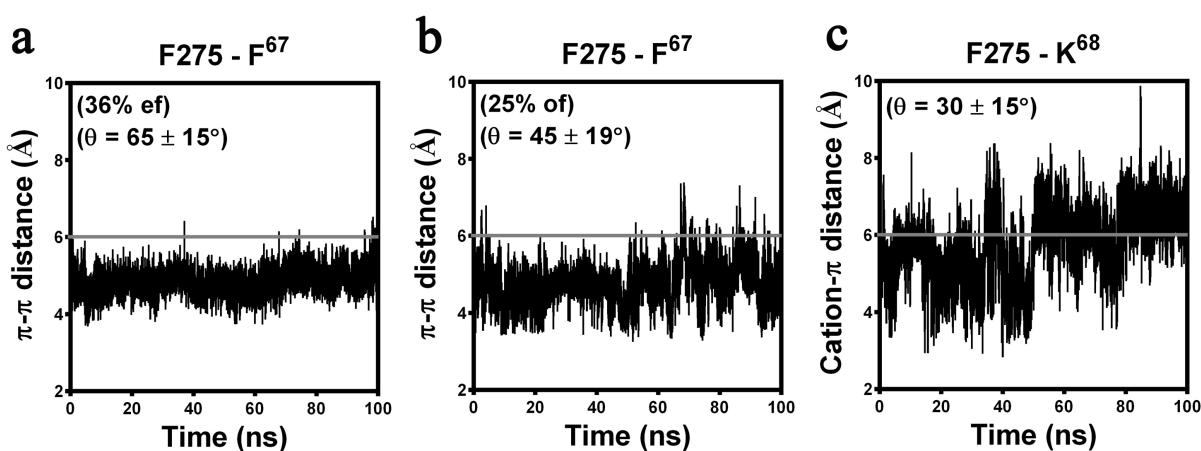 a
F275 - F⁶⁷
π-π distance (Å)
10
8
6
4
2
(36% ef)
(θ = 65 ± 15°)
0
20
40
60
80
100
Time (ns)
b
F275 - F⁶⁷
π-π distance (Å)
10
8
6
4
2
(25% of)
(θ = 45 ± 19°)
0
20
40
60
80
100
Time (ns)
c
F275 - K⁶⁸
Cation-π distance (Å)
10
8
6
4
2
(θ = 30 ± 15°)
0
20
40
60
80
100
Time (ns)